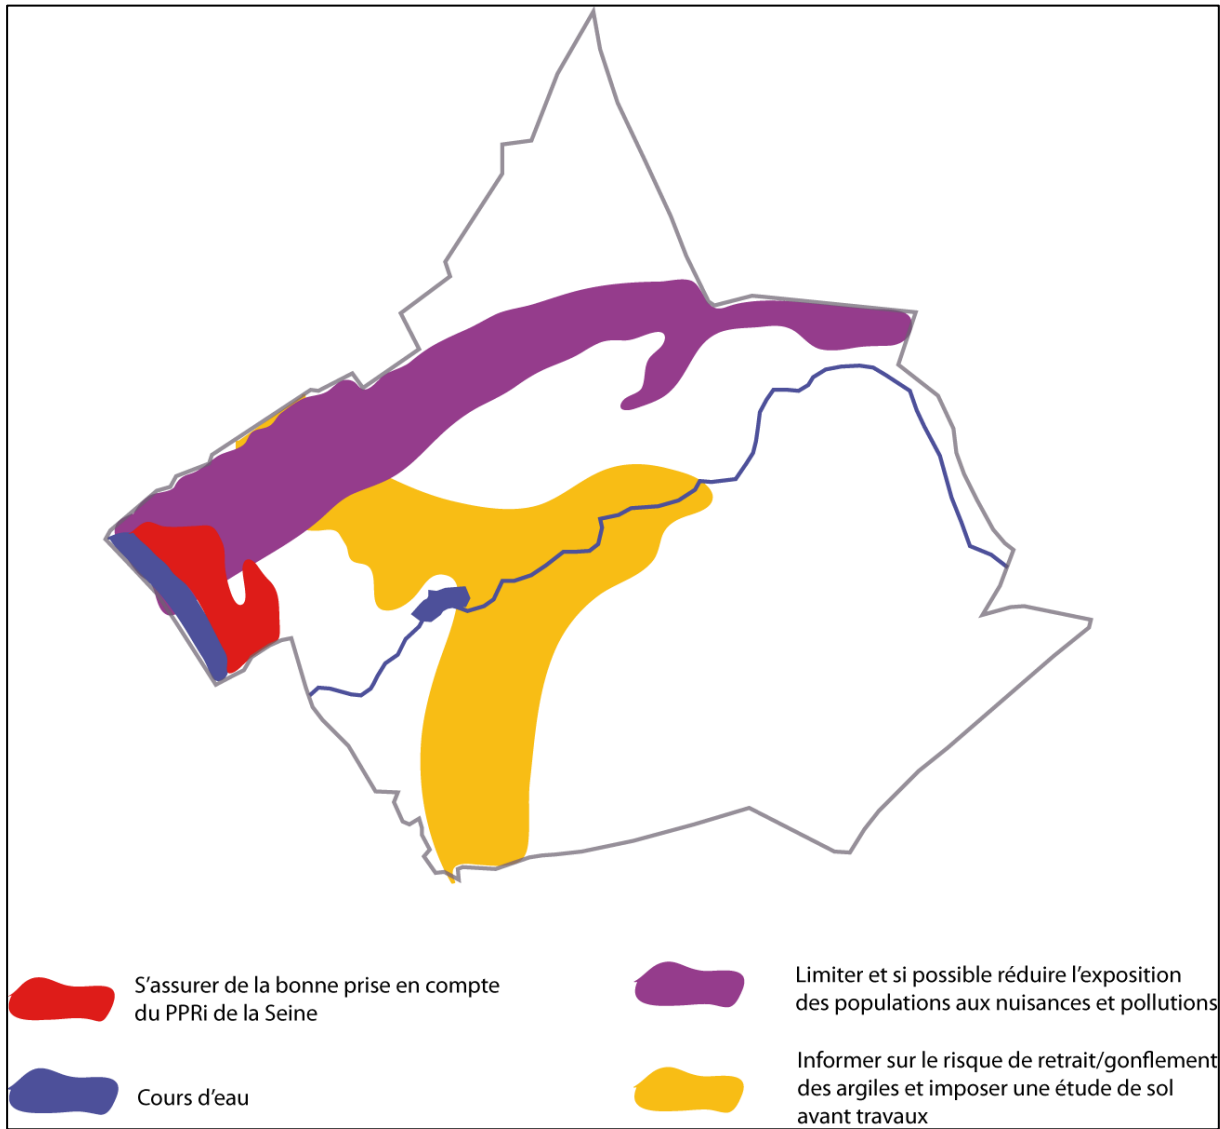 S'assurer de la bonne prise en compte
du PPRi de la Seine
Cours d'eau
Limiter et si possible réduire l'exposition
des populations aux nuisances et pollutions
Informer sur le risque de retrait/gonflement
des argiles et imposer une étude de sol
avant travaux